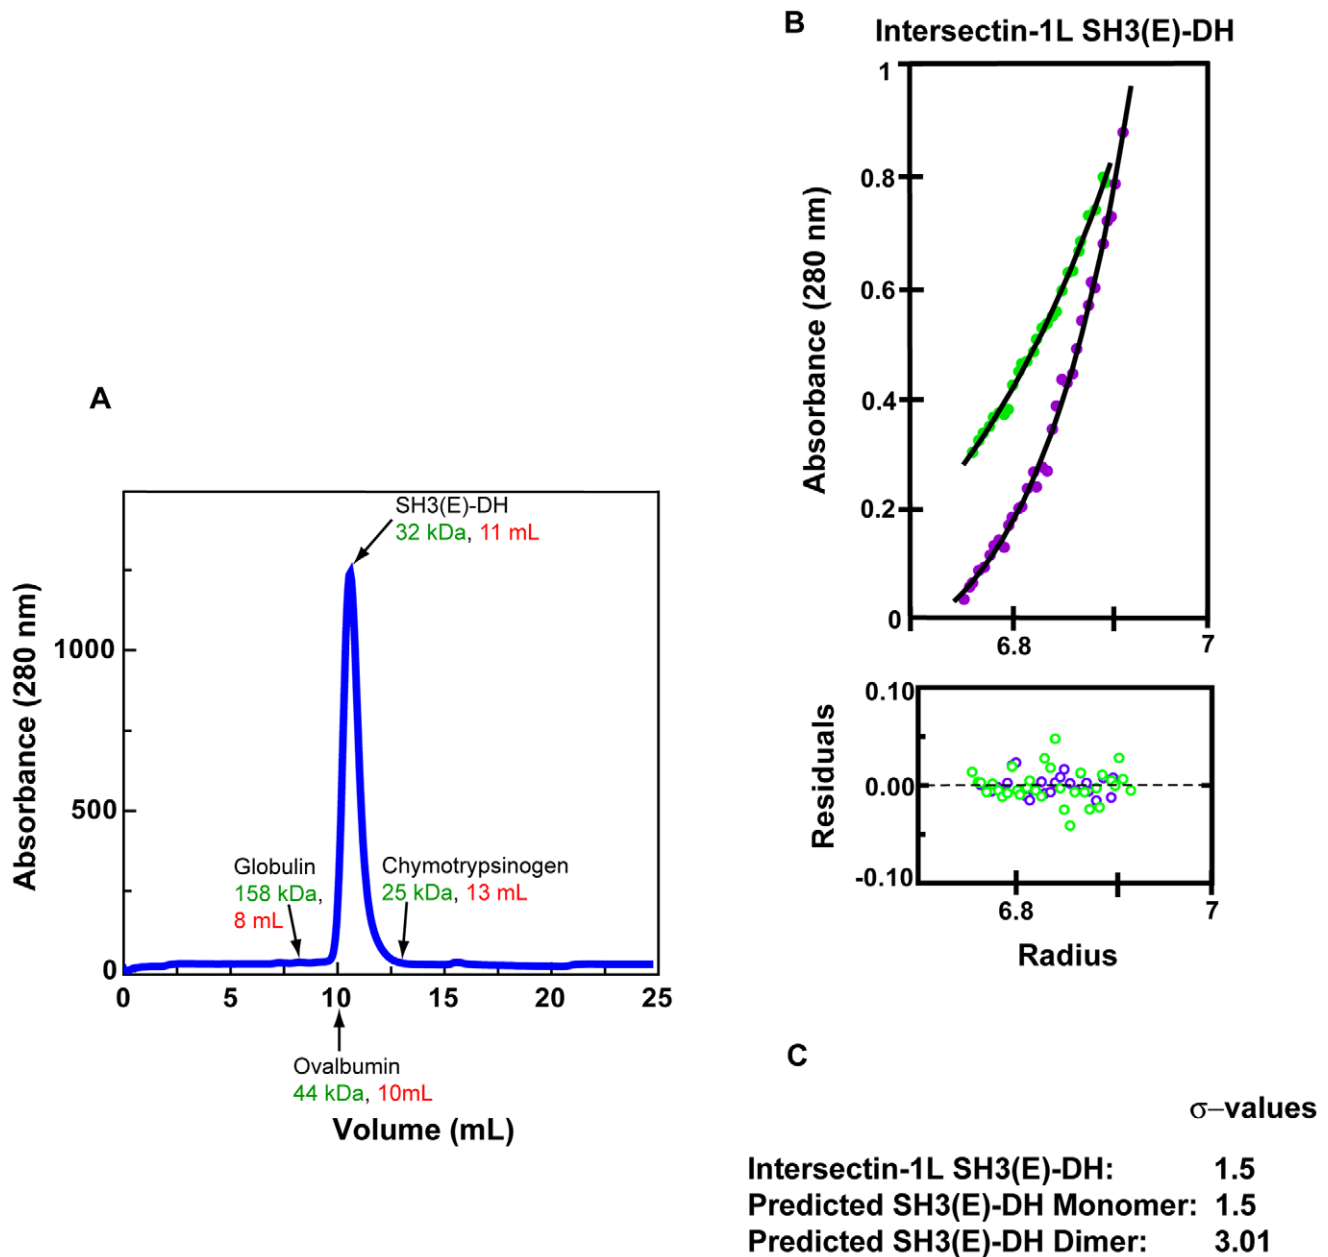 A
SH3(E)-DH
32 kDa, 11 mL
Absorbance (280 nm)
1000
500
0
Globulin
158 kDa,
8 mL
Chymotrypsinogen
25 kDa, 13 mL
0 5 10 15 20 25
Ovalbumin
44 kDa, 10mL
Volume (mL)
B
Intersectin-1L SH3(E)-DH
Absorbance (280 nm)
1
0.8
0.6
0.4
0.2
0
6.8 7
Residuals
0.10
0.00
-0.10
6.8 7
Radius
C
σ–values
Intersectin-1L SH3(E)-DH: 1.5
Predicted SH3(E)-DH Monomer: 1.5
Predicted SH3(E)-DH Dimer: 3.01